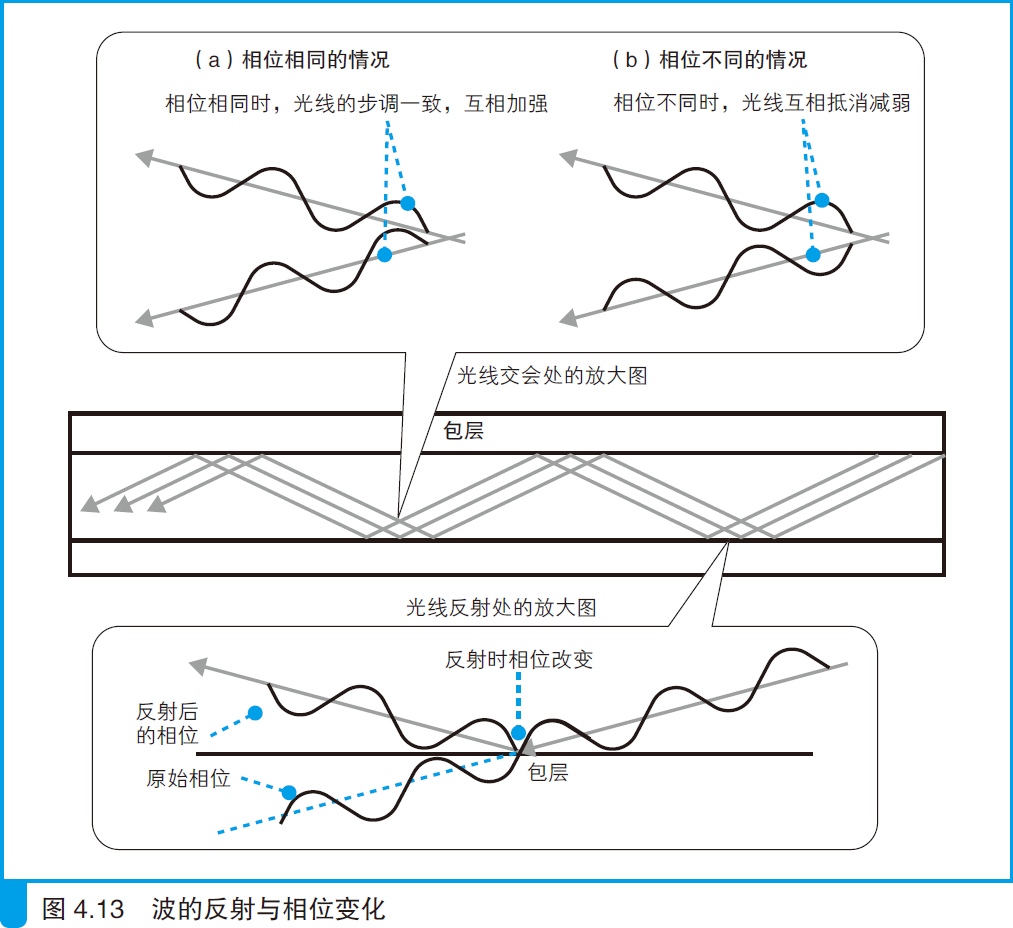 （a）相位相同的情况
（b）相位不同的情况
相位相同时，光线的步调一致，互相加强
相位不同时，光线互相抵消减弱
光线交会处的放大图
包层
光线反射处的放大图
反射时相位改变
反射后
的相位
原始相位
包层
图 4.13 波的反射与相位变化